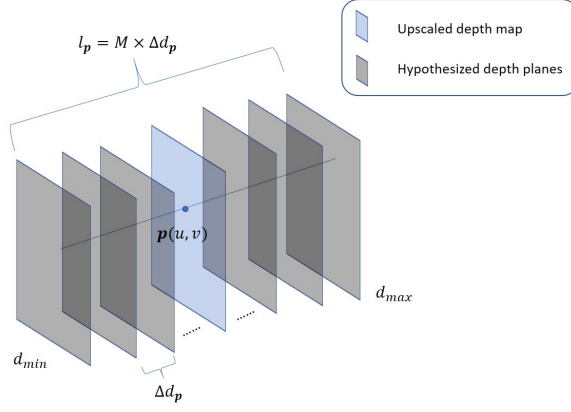 l_p = M × Δd_p
Upscaled depth map
Hypothesized depth planes
p(u, v)
d_max
......
......
d_min
Δd_p